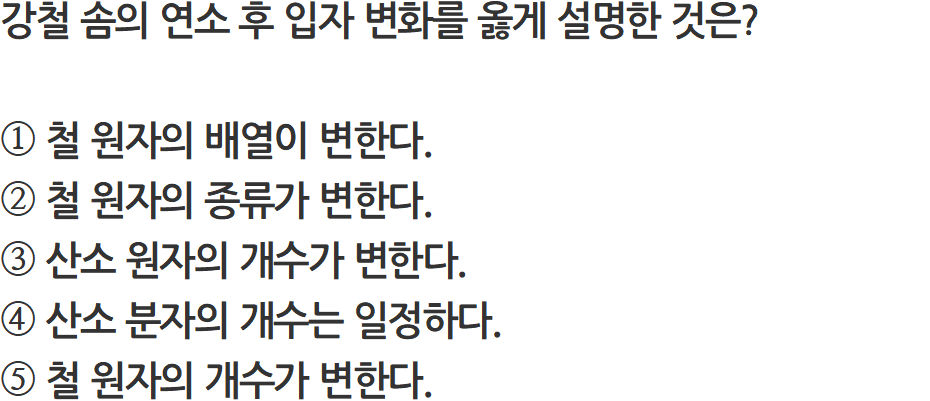 강철 솜의 연소 후 입자 변화를 옳게 설명한 것은?
① 철 원자의 배열이 변한다.
② 철 원자의 종류가 변한다.
③ 산소 원자의 개수가 변한다.
④ 산소 분자의 개수는 일정하다.
⑤ 철 원자의 개수가 변한다.